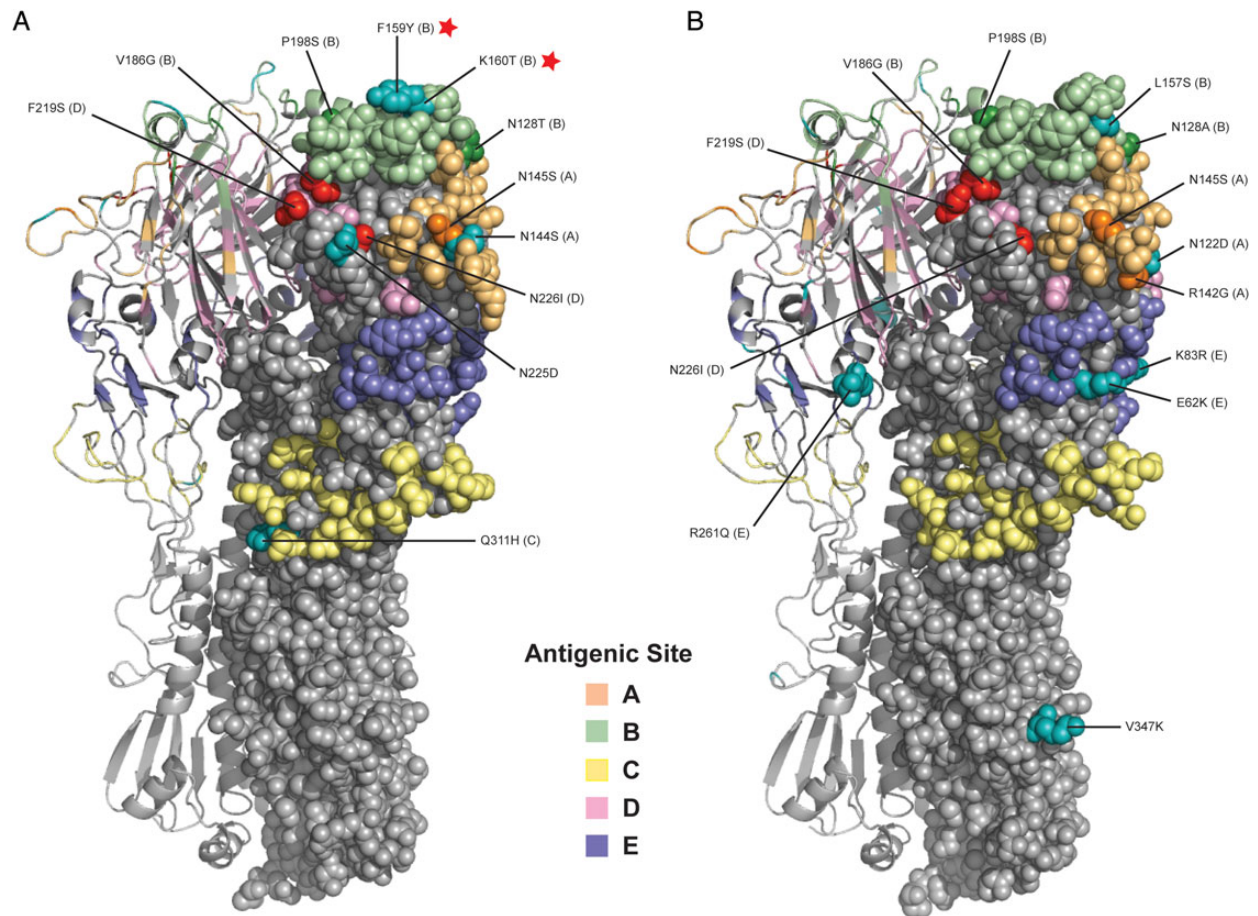 A
F159Y (B)
P198S (B)
K160T (B)
V186G (B)
F219S (D)
N128T (B)
N145S (A)
N144S (A)
N226I (D)
N225D
Q311H (C)
B
P198S (B)
V186G (B)
L157S (B)
F219S (D)
N128A (B)
N145S (A)
N122D (A)
R142G (A)
K83R (E)
N226I (D)
E62K (E)
R261Q (E)
V347K
Antigenic Site
A
B
C
D
E